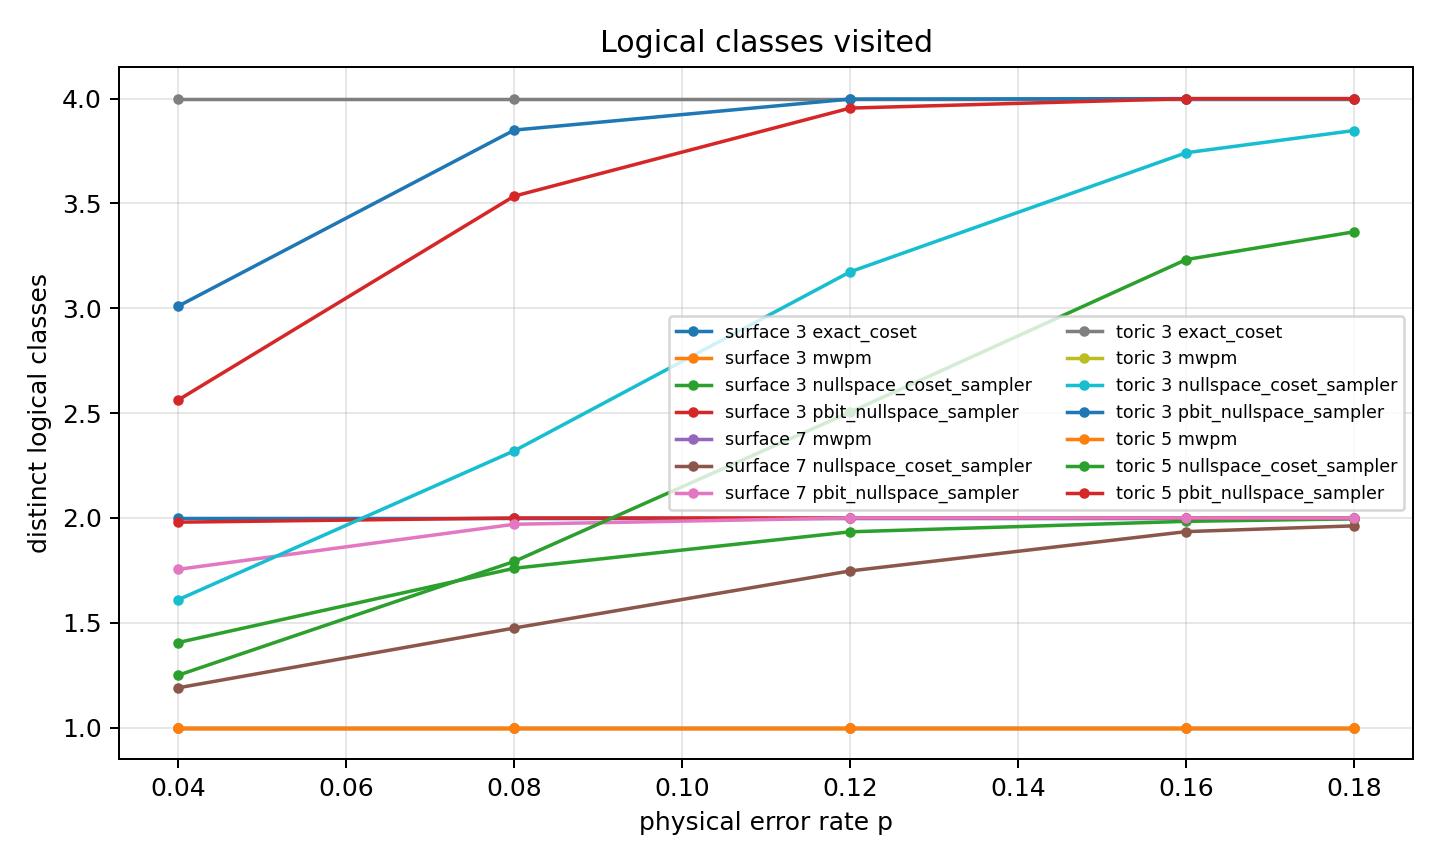 Logical classes visited
distinct logical classes
4.0
3.5
3.0
2.5
2.0
1.5
1.0
surface 3 exact_coset
surface 3 mwpm
surface 3 nullspace_coset_sampler
surface 3 pbit_nullspace_sampler
surface 7 mwpm
surface 7 nullspace_coset_sampler
surface 7 pbit_nullspace_sampler
toric 3 exact_coset
toric 3 mwpm
toric 3 nullspace_coset_sampler
toric 3 pbit_nullspace_sampler
toric 5 mwpm
toric 5 nullspace_coset_sampler
toric 5 pbit_nullspace_sampler
0.04 0.06 0.08 0.10 0.12 0.14 0.16 0.18
physical error rate p